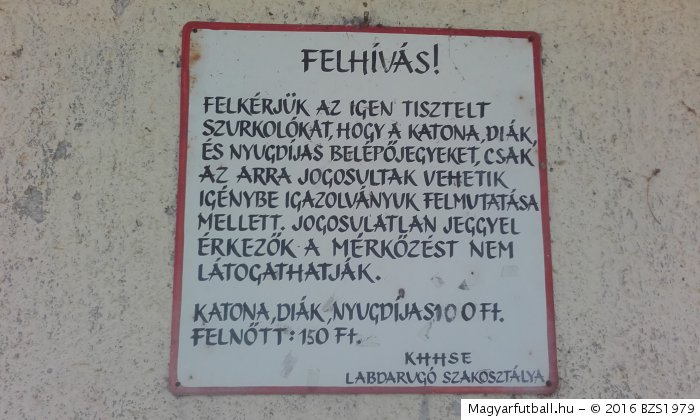 FELHÍVÁS!
FELKÉRJÜK AZ IGEN TISZTELT
SZURKOLÓKAT, HOGY A KATONA, DIÁK,
ÉS NYUGDÍJAS BELÉPŐJEGYEKET, CSAK
AZ ARRA JOGOSULTAK VEHETIK
IGÉNYBE IGAZOLVÁNYUK FELMUTATÁSA
MELLETT. JOGOSULATLAN JEGGYEL
ÉRKEZŐK A MÉRKŐZÉST NEM
LÁTOGATHATJÁK.
KATONA, DIÁK, NYUGDÍJAS 100 Ft.
FELNŐTT: 150 Ft.
KHHSE
LABDARUGÓ SZAKOSZTÁLYA
Magyarfutball.hu – © 2016 BZS1979